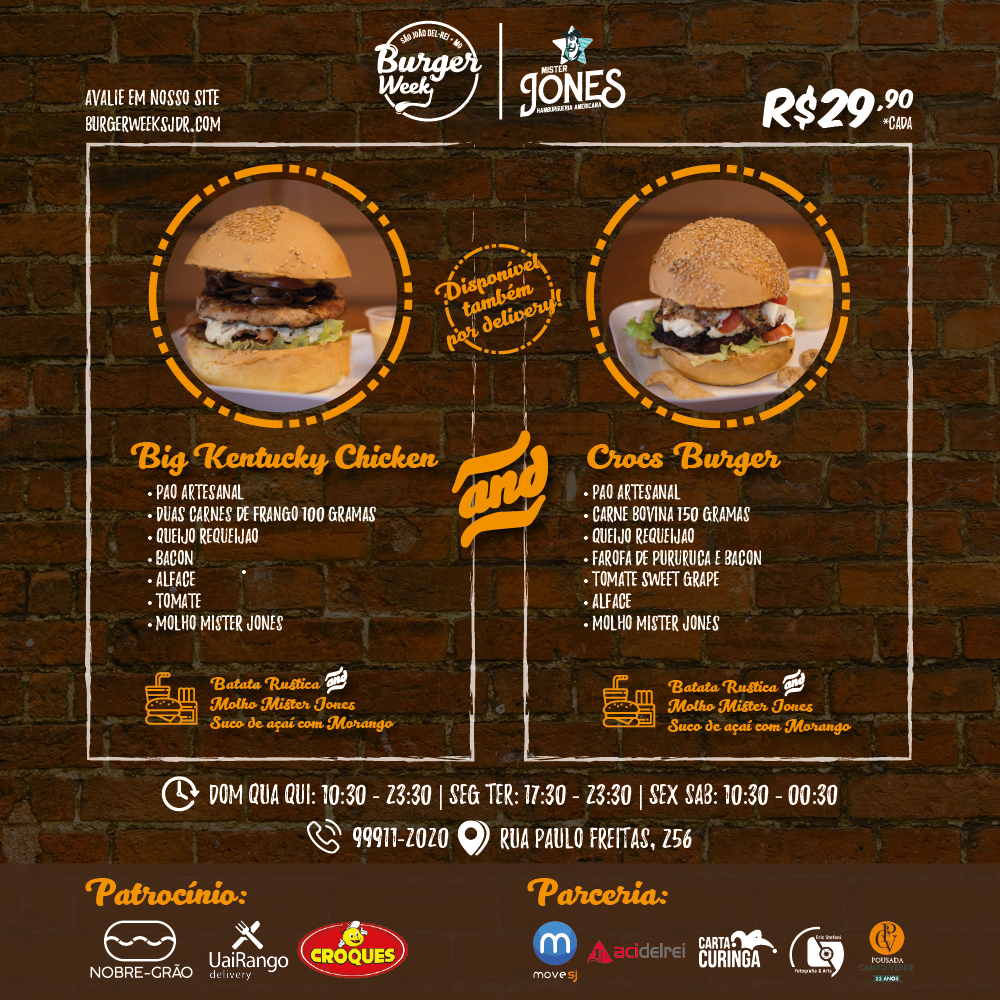 SÃO JOÃO DEL-REI • MG
Burger
Week
MISTER
JONES
HAMBURGUERIA AMERICANA
AVALIE EM NOSSO SITE
BURGERWEEKSJDR.COM
R$29,90
*CADA
Disponível
também
por delivery!!
Big Kentucky Chicken
• PAO ARTESANAL
• DUAS CARNES DE FRANGO 100 GRAMAS
• QUEIJO REQUEIJAO
• BACON
• ALFACE
• TOMATE
• MOLHO MISTER JONES
and
Crocs Burger
• PAO ARTESANAL
• CARNE BOVINA 150 GRAMAS
• QUEIJO REQUEIJAO
• FAROFA DE PURURUCA E BACON
• TOMATE SWEET GRAPE
• ALFACE
• MOLHO MISTER JONES
Batata Rustica and
Molho Mister Jones
Suco de açaí com Morango
Batata Rustica and
Molho Mister Jones
Suco de açaí com Morango
DOM QUA QUI: 10:30 - 23:30 | SEG TER: 17:30 - 23:30 | SEX SAB: 10:30 - 00:30
99911-2020 RUA PAULO FREITAS, 256
Patrocínio:
NOBRE-GRÃO
UaiRango
delivery
CROQUES
Parceria:
m
movesj
acidelrei
CARTA
CURINGA
Eric Stefani
Fotografia & Arte
PCV
POUSADA
CAMPO VERDE
22 ANOS